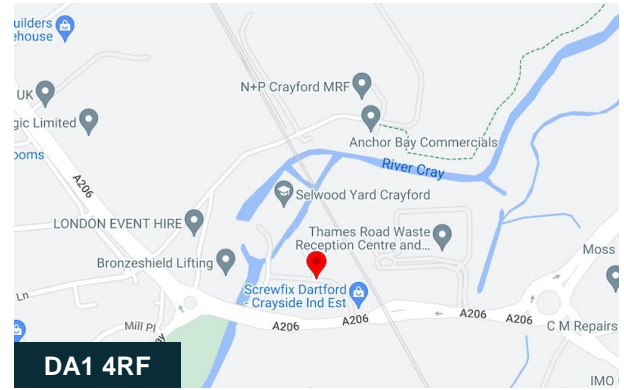 uilders
ehouse
UK
gic Limited
ooms
A206
N+P Crayford MRF
Anchor Bay Commercials
River Cray
Selwood Yard Crayford
LONDON EVENT HIRE
Thames Road Waste
Reception Centre and...
Bronzeshield Lifting
Moss
Screwfix Dartford
- Crayside Ind Est
Ln
Mill Pl
ay
A206
A206
A206
A206
C M Repairs
IMO
DA1 4RF